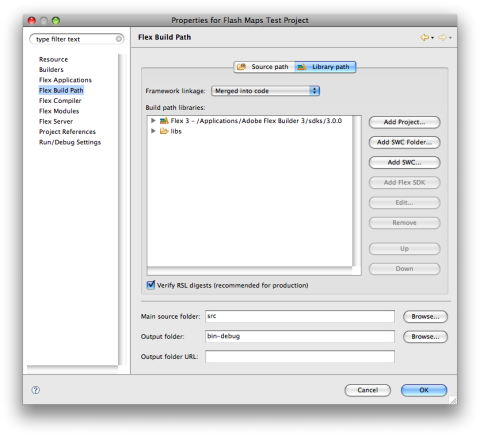 Properties for Flash Maps Test Project
type filter text
Flex Build Path
Resource
Builders
Flex Applications
Flex Build Path
Flex Compiler
Flex Modules
Flex Server
Project References
Run/Debug Settings
Source path
Library path
Framework linkage:
Merged into code
Build path libraries:
Flex 3 - /Applications/Adobe Flex Builder 3/sdks/3.0.0
libs
Add Project...
Add SWC Folder...
Add SWC...
Add Flex SDK
Edit...
Remove
Up
Down
Verify RSL digests (recommended for production)
Main source folder:
src
Browse...
Output folder:
bin-debug
Browse...
Output folder URL:
?
Cancel
OK